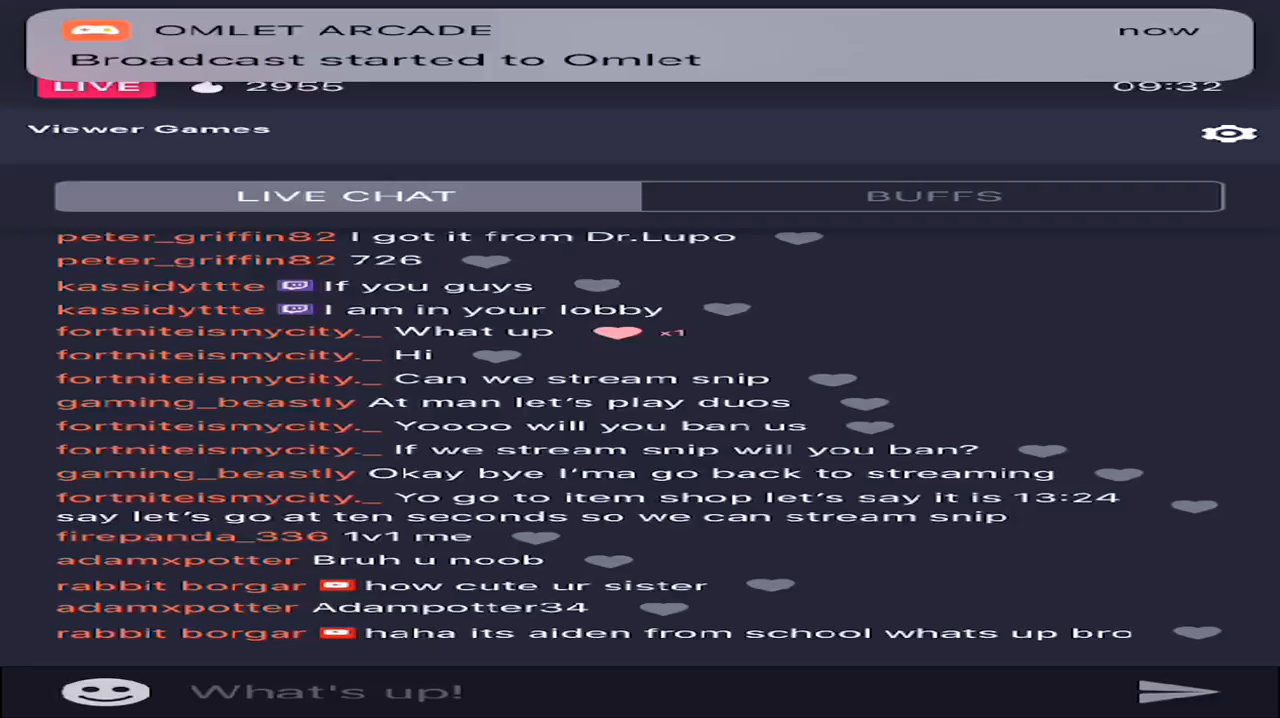 OMLET ARCADE now
Broadcast started to Omlet
LIVE 2955 09:32
Viewer Games
LIVE CHAT BUFFS
peter_griffin82 I got it from Dr.Lupo
peter_griffin82 726
kassidyttte If you guys
kassidyttte I am in your lobby
fortniteismycity._ What up x1
fortniteismycity._ Hi
fortniteismycity._ Can we stream snip
gaming_beastly At man let's play duos
fortniteismycity._ Yoooo will you ban us
fortniteismycity._ If we stream snip will you ban?
gaming_beastly Okay bye I'ma go back to streaming
fortniteismycity._ Yo go to item shop let's say it is 13:24
say let's go at ten seconds so we can stream snip
firepanda_336 1v1 me
adamxpotter Bruh u noob
rabbit borgar how cute ur sister
adamxpotter Adampotter34
rabbit borgar haha its aiden from school whats up bro
What's up!